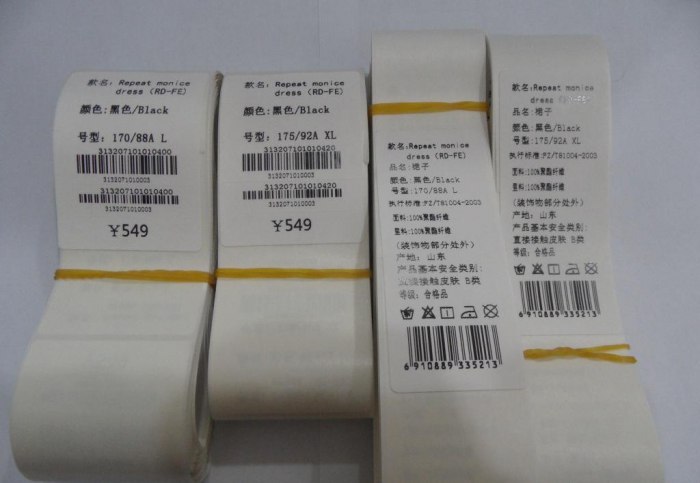 款名：Repeat monice
dress (RD-FE)
颜色:黑色/Black
号型：170/88A L
313207101010400
3132071010003
313207101010400
3132071010003
￥549
款名：Repeat monice
dress (RD-FE)
颜色:黑色/Black
号型：175/92A XL
313207101010420
3132071010003
313207101010420
3132071010003
￥549
款名:Repeat monice
dress (RD-FE)
品名:裙子
颜色:黑色/Black
号型:170/88A L
执行标准:FZ/T81004-2003
面料:100%聚酯纤维
里料:100%聚酯纤维
(装饰物部分处外)
产地：山东
产品基本安全类别:
直接接触皮肤 B类
等级：合格品
6 910889 335213
款名:Repeat monice
dress
品名:裙子
颜色:黑色/Black
号型:175/92A XL
执行标准:FZ/T81004-2003
面料:100%聚酯纤维
里料:100%聚酯纤维
(装饰物部分处外)
产地：山东
产品基本安全类别:
直接接触皮肤 B类
等级：合格品
6 910889 335213